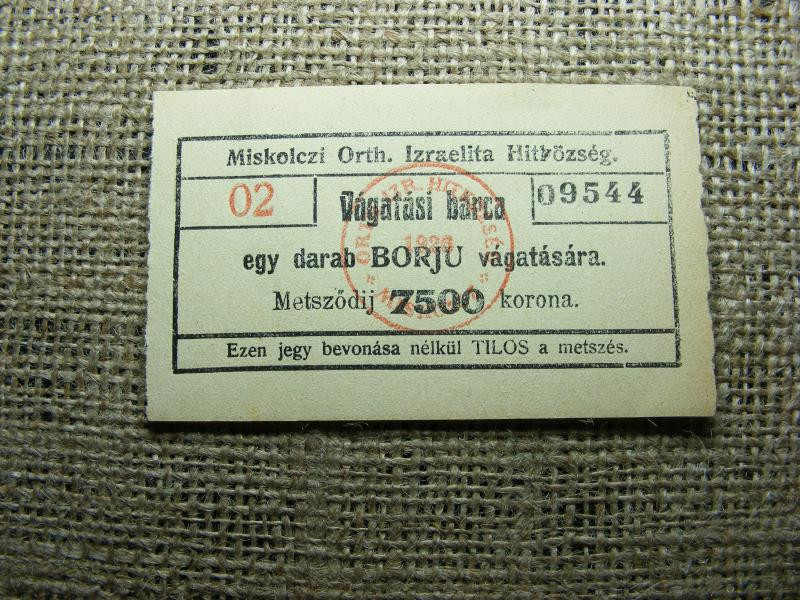 Miskolczi Orth. Izraelita Hitközség.
02
Vágatási bárca
09544
1926
egy darab BORJU vágatására.
Metsződij 7500 korona.
Ezen jegy bevonása nélkül TILOS a metszés.